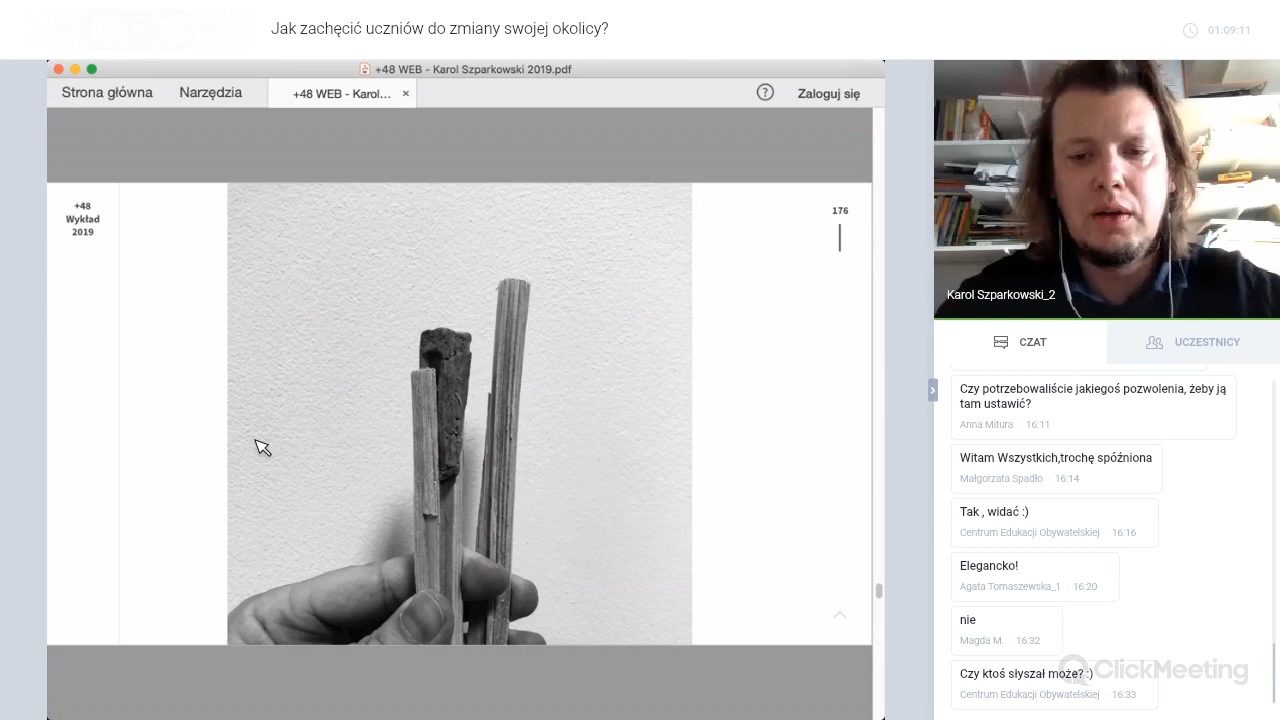 Jak zachęcić uczniów do zmiany swojej okolicy?
01:09:11
+48 WEB - Karol Szparkowski 2019.pdf
Strona główna
Narzędzia
+48 WEB - Karol...
×
?
Zaloguj się
+48
Wykład
2019
176
Karol Szparkowski_2
CZAT
UCZESTNICY
Czy potrzebowaliście jakiegoś pozwolenia, żeby ją
tam ustawić?
Anna Mitura · 16:11
Witam Wszystkich,trochę spóźniona
Małgorzata Spadło · 16:14
Tak , widać :)
Centrum Edukacji Obywatelskiej · 16:16
Elegancko!
Agata Tomaszewska_1 · 16:20
nie
Magda M. · 16:32
Czy ktoś słyszał może? :)
Centrum Edukacji Obywatelskiej · 16:33
ClickMeeting